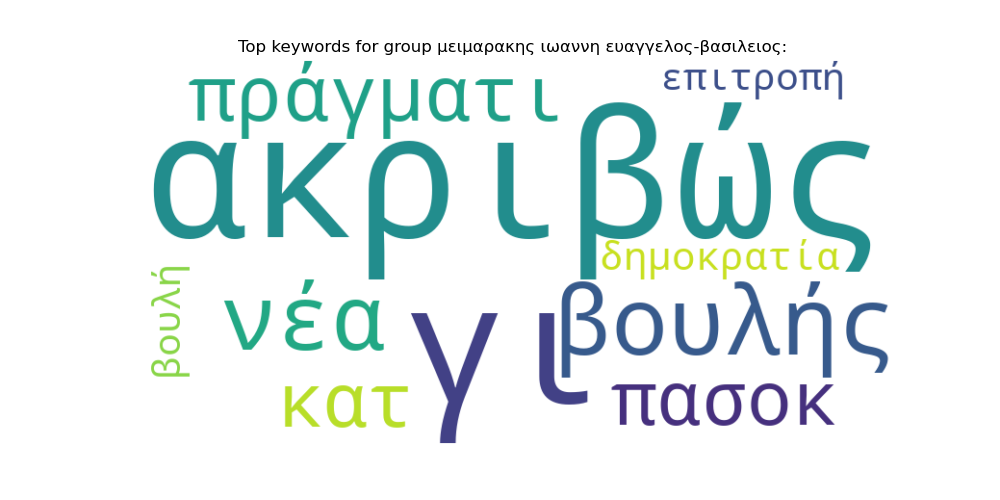 Top keywords for group μειμαρακης ιωαννη ευαγγελος-βασιλειος:
πράγματι
επιτροπή
ακριβώς
δημοκρατία
βουλή
νέα
γι
βουλής
κατ
πασοκ